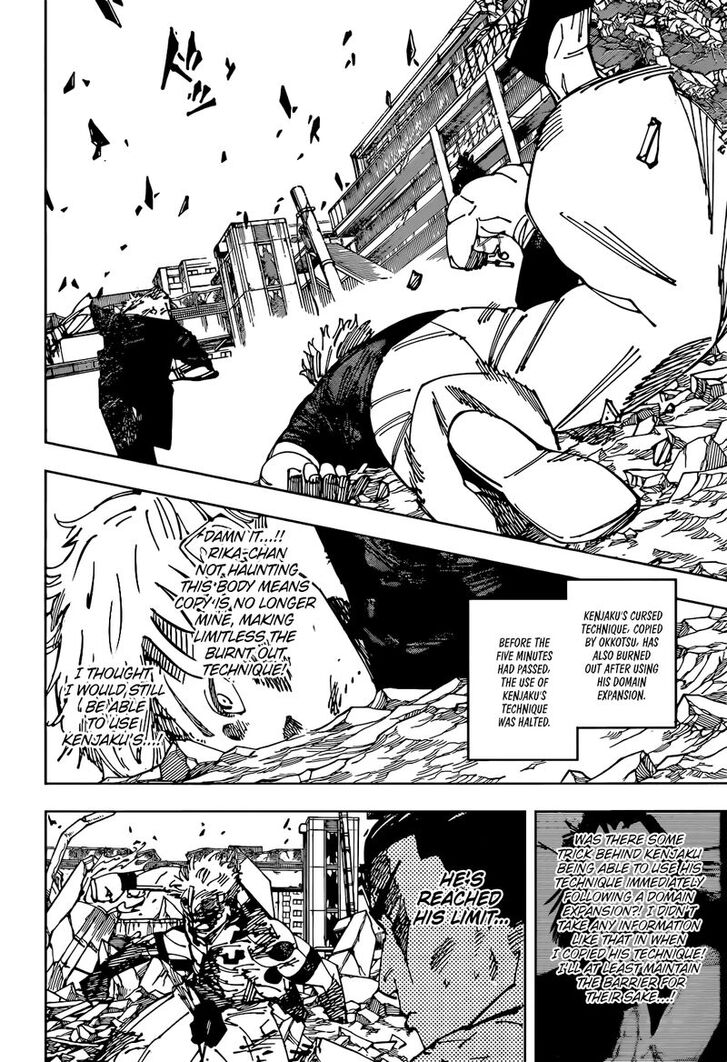 ドドド
DAMN IT...!!
RIKA-CHAN
NOT HAUNTING
THIS BODY MEANS
COPY IS NO LONGER
MINE, MAKING
LIMITLESS THE
BURNT OUT
TECHNIQUE!
I THOUGHT
I WOULD STILL
BE ABLE
TO USE
KENJAKU'S...!
KENJAKU'S CURSED
TECHNIQUE, COPIED
BY OKKOTSU, HAS
ALSO BURNED
OUT AFTER USING
HIS DOMAIN
EXPANSION.
BEFORE THE
FIVE MINUTES
HAD PASSED,
THE USE OF
KENJAKU'S
TECHNIQUE
WAS HALTED.
HE'S
REACHED
HIS LIMIT...
WAS THERE SOME
TRICK BEHIND KENJAKU
BEING ABLE TO USE HIS
TECHNIQUE IMMEDIATELY
FOLLOWING A DOMAIN
EXPANSION?! I DIDN'T
TAKE ANY INFORMATION
LIKE THAT IN WHEN
I COPIED HIS TECHNIQUE!
I'LL AT LEAST MAINTAIN
THE BARRIER FOR
THEIR SAKE...!